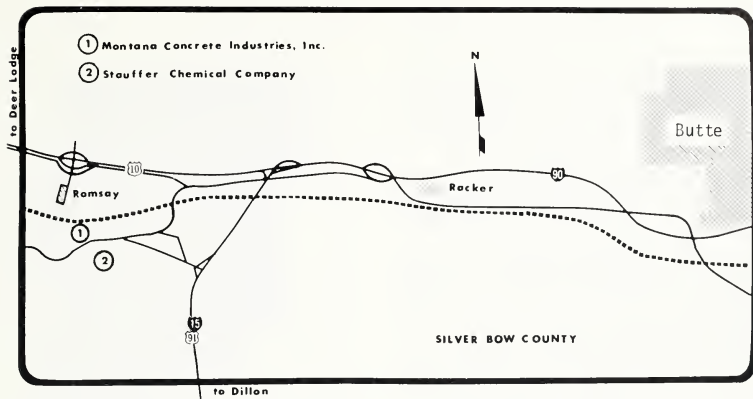 ① Montana Concrete Industries, Inc.
② Stauffer Chemical Company
to Deer Lodge
N
Butte
10
Ramsay
Rocker
90
1
2
15
91
SILVER BOW COUNTY
to Dillon